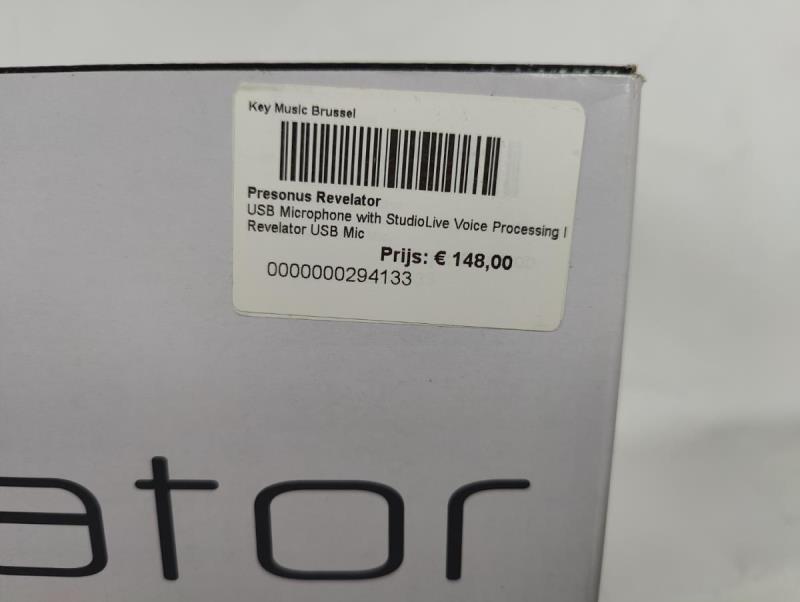 Key Music Brussel
Presonus Revelator
USB Microphone with StudioLive Voice Processing I
Revelator USB Mic
Prijs: € 148,00
0000000294133
ator